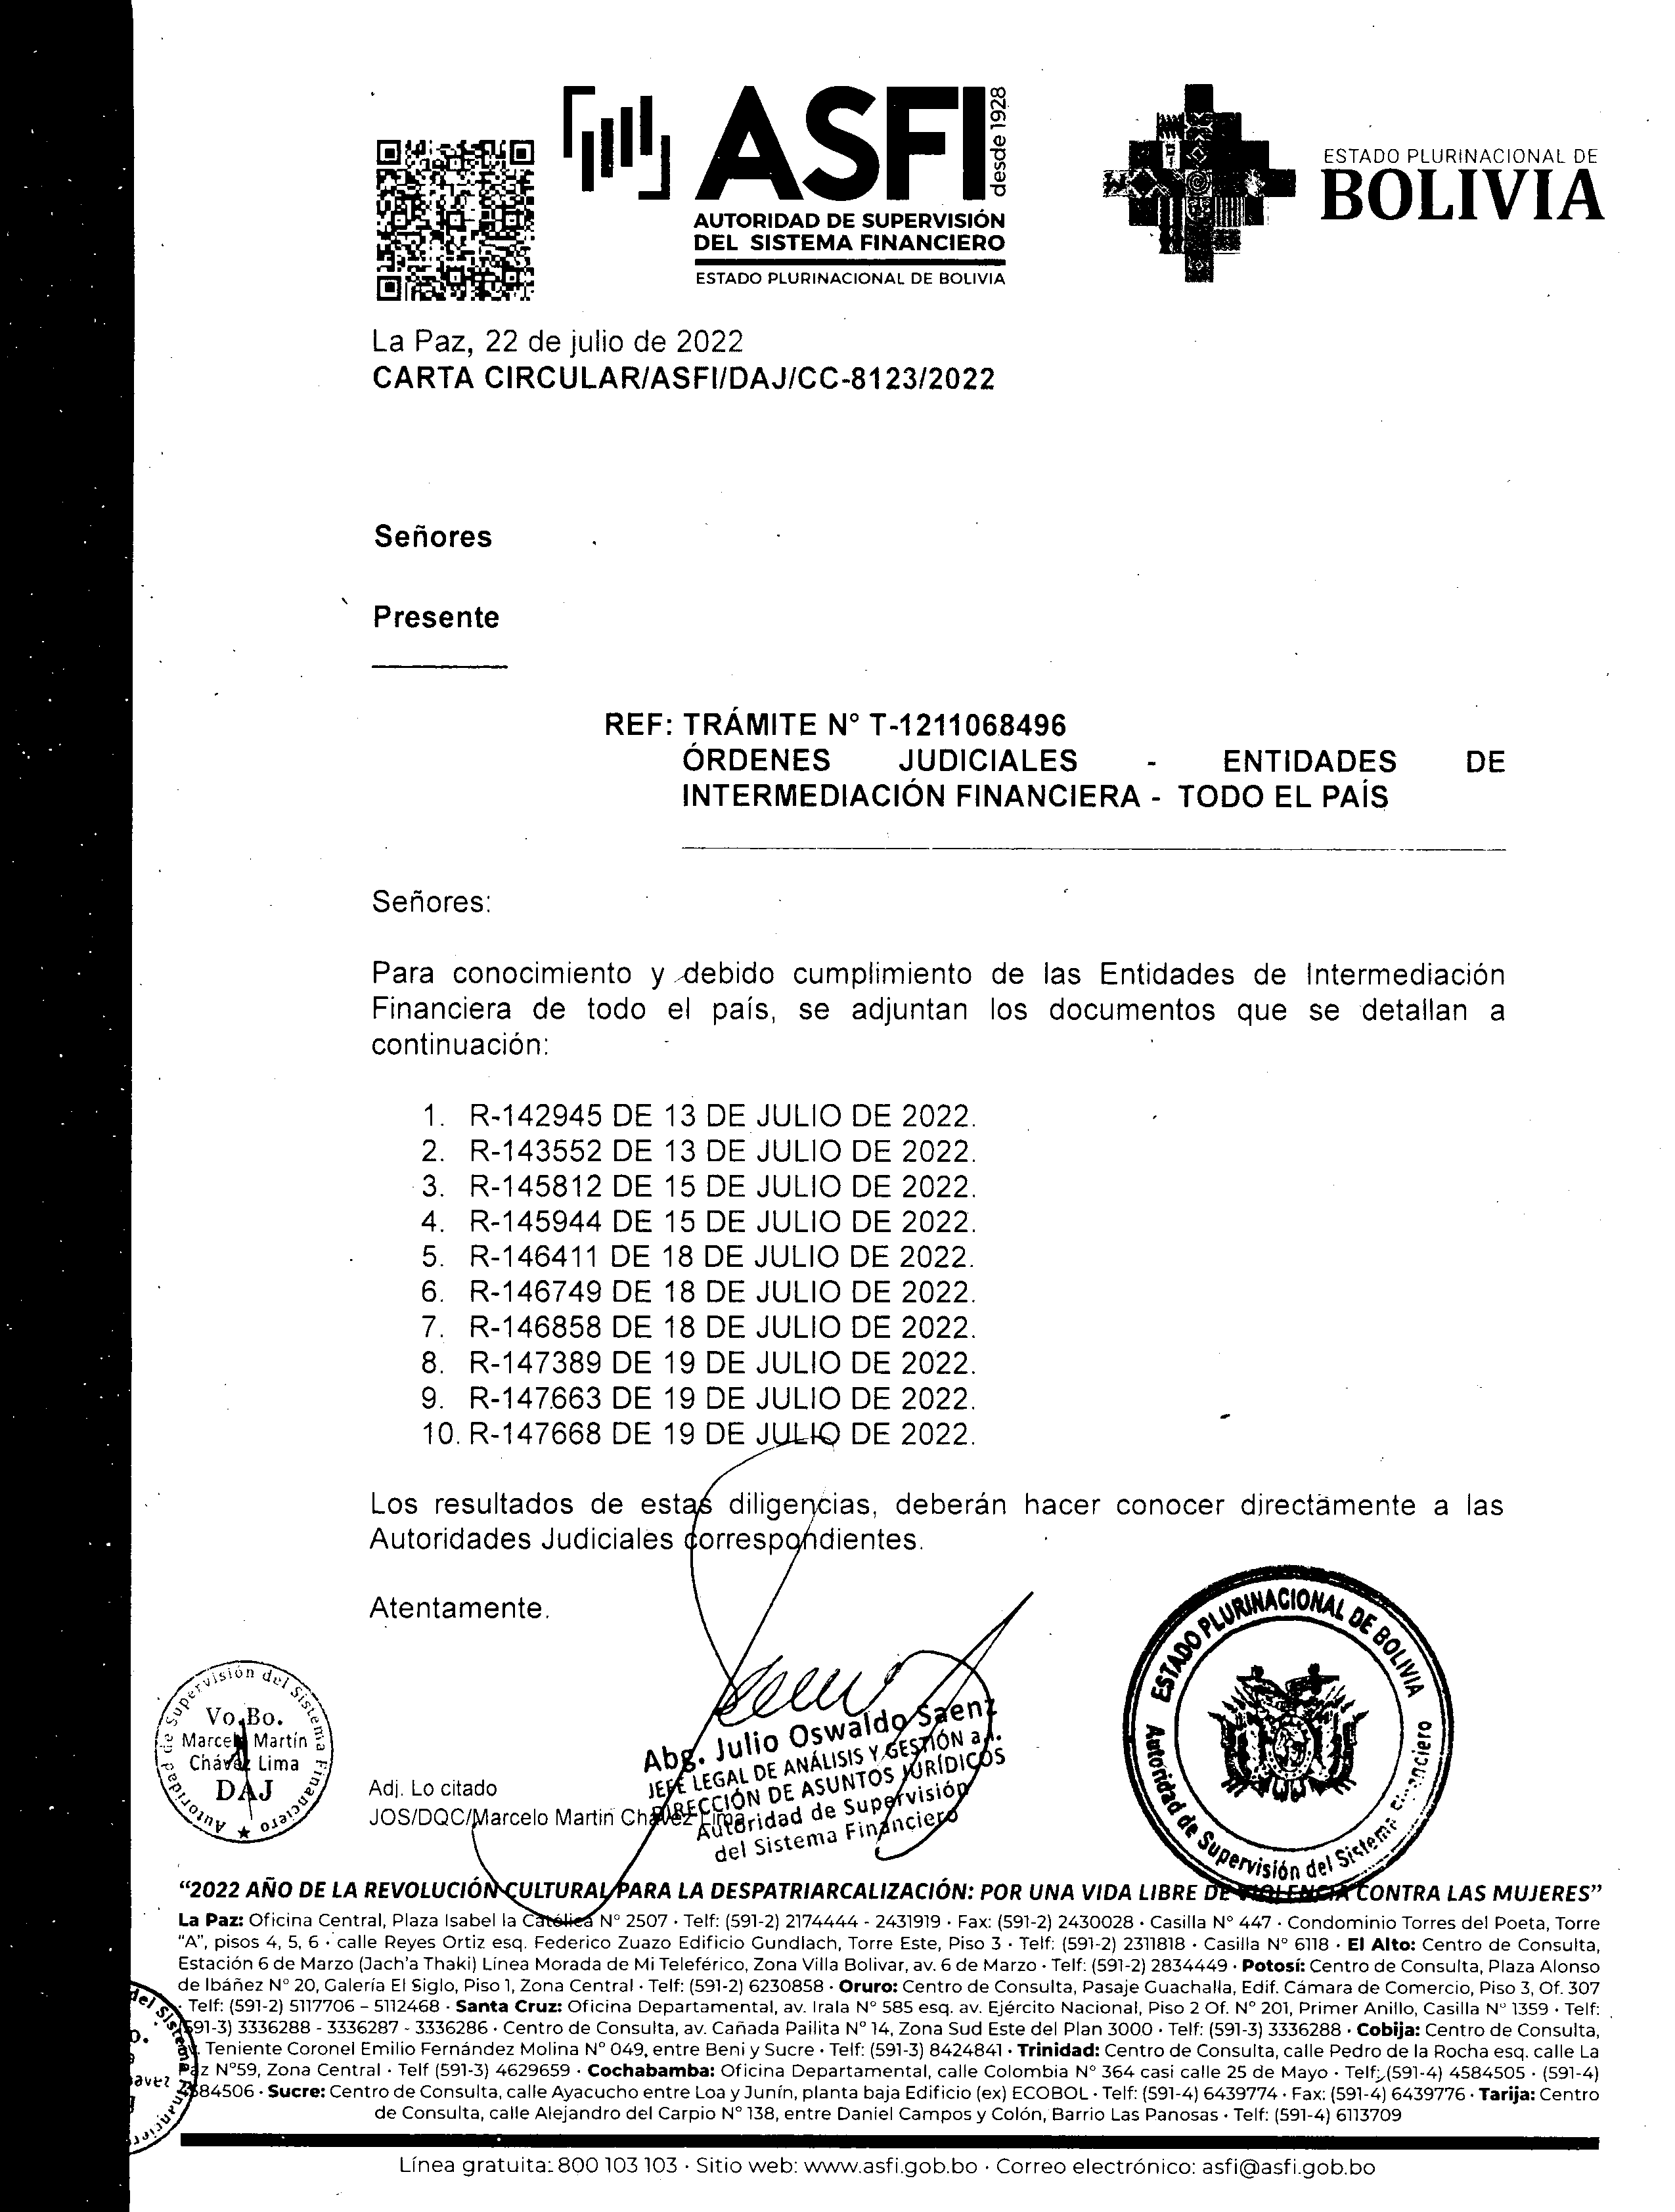 ASFI
desde 1928
AUTORIDAD DE SUPERVISIÓN
DEL SISTEMA FINANCIERO
ESTADO PLURINACIONAL DE BOLIVIA
ESTADO PLURINACIONAL DE
BOLIVIA
La Paz, 22 de julio de 2022
CARTA CIRCULAR/ASFI/DAJ/CC-8123/2022
Señores
Presente
REF: TRÁMITE N° T-1211068496
ÓRDENES JUDICIALES - ENTIDADES DE
INTERMEDIACIÓN FINANCIERA - TODO EL PAÍS
Señores:
Para conocimiento y debido cumplimiento de las Entidades de Intermediación
Financiera de todo el país, se adjuntan los documentos que se detallan a
continuación:
1. R-142945 DE 13 DE JULIO DE 2022.
2. R-143552 DE 13 DE JULIO DE 2022.
3. R-145812 DE 15 DE JULIO DE 2022.
4. R-145944 DE 15 DE JULIO DE 2022.
5. R-146411 DE 18 DE JULIO DE 2022.
6. R-146749 DE 18 DE JULIO DE 2022.
7. R-146858 DE 18 DE JULIO DE 2022.
8. R-147389 DE 19 DE JULIO DE 2022.
9. R-147663 DE 19 DE JULIO DE 2022.
10. R-147668 DE 19 DE JULIO DE 2022.
Los resultados de estas diligencias, deberán hacer conocer directamente a las
Autoridades Judiciales correspondientes.
Atentamente.
Autoridad de Supervisión del Sistema Financiero
Vo.Bo.
Marcelo Martín
Chávez Lima
DAJ
Abg. Julio Oswaldo Saenz
JEFE LEGAL DE ANÁLISIS Y GESTIÓN a.i.
DIRECCIÓN DE ASUNTOS JURÍDICOS
Autoridad de Supervisión
del Sistema Financiero
ESTADO PLURINACIONAL DE BOLIVIA
Autoridad de Supervisión del Sistema Financiero
Adj. Lo citado
JOS/DQC/Marcelo Martin Chavez Lima
“2022 AÑO DE LA REVOLUCIÓN CULTURAL PARA LA DESPATRIARCALIZACIÓN: POR UNA VIDA LIBRE DE VIOLENCIA CONTRA LAS MUJERES”
La Paz: Oficina Central, Plaza Isabel la Católica N° 2507 · Telf: (591-2) 2174444 - 2431919 · Fax: (591-2) 2430028 · Casilla N° 447 · Condominio Torres del Poeta, Torre
“A”, pisos 4, 5, 6 · calle Reyes Ortiz esq. Federico Zuazo Edificio Gundlach, Torre Este, Piso 3 · Telf: (591-2) 2311818 · Casilla N° 6118 · El Alto: Centro de Consulta,
Estación 6 de Marzo (Jach'a Thaki) Línea Morada de Mi Teleférico, Zona Villa Bolivar, av. 6 de Marzo · Telf: (591-2) 2834449 · Potosí: Centro de Consulta, Plaza Alonso
de Ibáñez N° 20, Galería El Siglo, Piso 1, Zona Central · Telf: (591-2) 6230858 · Oruro: Centro de Consulta, Pasaje Guachalla, Edif. Cámara de Comercio, Piso 3, Of. 307
· Telf: (591-2) 5117706 – 5112468 · Santa Cruz: Oficina Departamental, av. Irala N° 585 esq. av. Ejército Nacional, Piso 2 Of. N° 201, Primer Anillo, Casilla N° 1359 · Telf:
(591-3) 3336288 - 3336287 - 3336286 · Centro de Consulta, av. Cañada Pailita N° 14, Zona Sud Este del Plan 3000 · Telf: (591-3) 3336288 · Cobija: Centro de Consulta,
Teniente Coronel Emilio Fernández Molina N° 049, entre Beni y Sucre · Telf: (591-3) 8424841 · Trinidad: Centro de Consulta, calle Pedro de la Rocha esq. calle La
Paz N°59, Zona Central · Telf (591-3) 4629659 · Cochabamba: Oficina Departamental, calle Colombia N° 364 casi calle 25 de Mayo · Telf: (591-4) 4584505 · (591-4)
4584506 · Sucre: Centro de Consulta, calle Ayacucho entre Loa y Junín, planta baja Edificio (ex) ECOBOL · Telf: (591-4) 6439774 · Fax: (591-4) 6439776 · Tarija: Centro
de Consulta, calle Alejandro del Carpio N° 138, entre Daniel Campos y Colón, Barrio Las Panosas · Telf: (591-4) 6113709
Línea gratuita: 800 103 103 · Sitio web: www.asfi.gob.bo · Correo electrónico: asfi@asfi.gob.bo